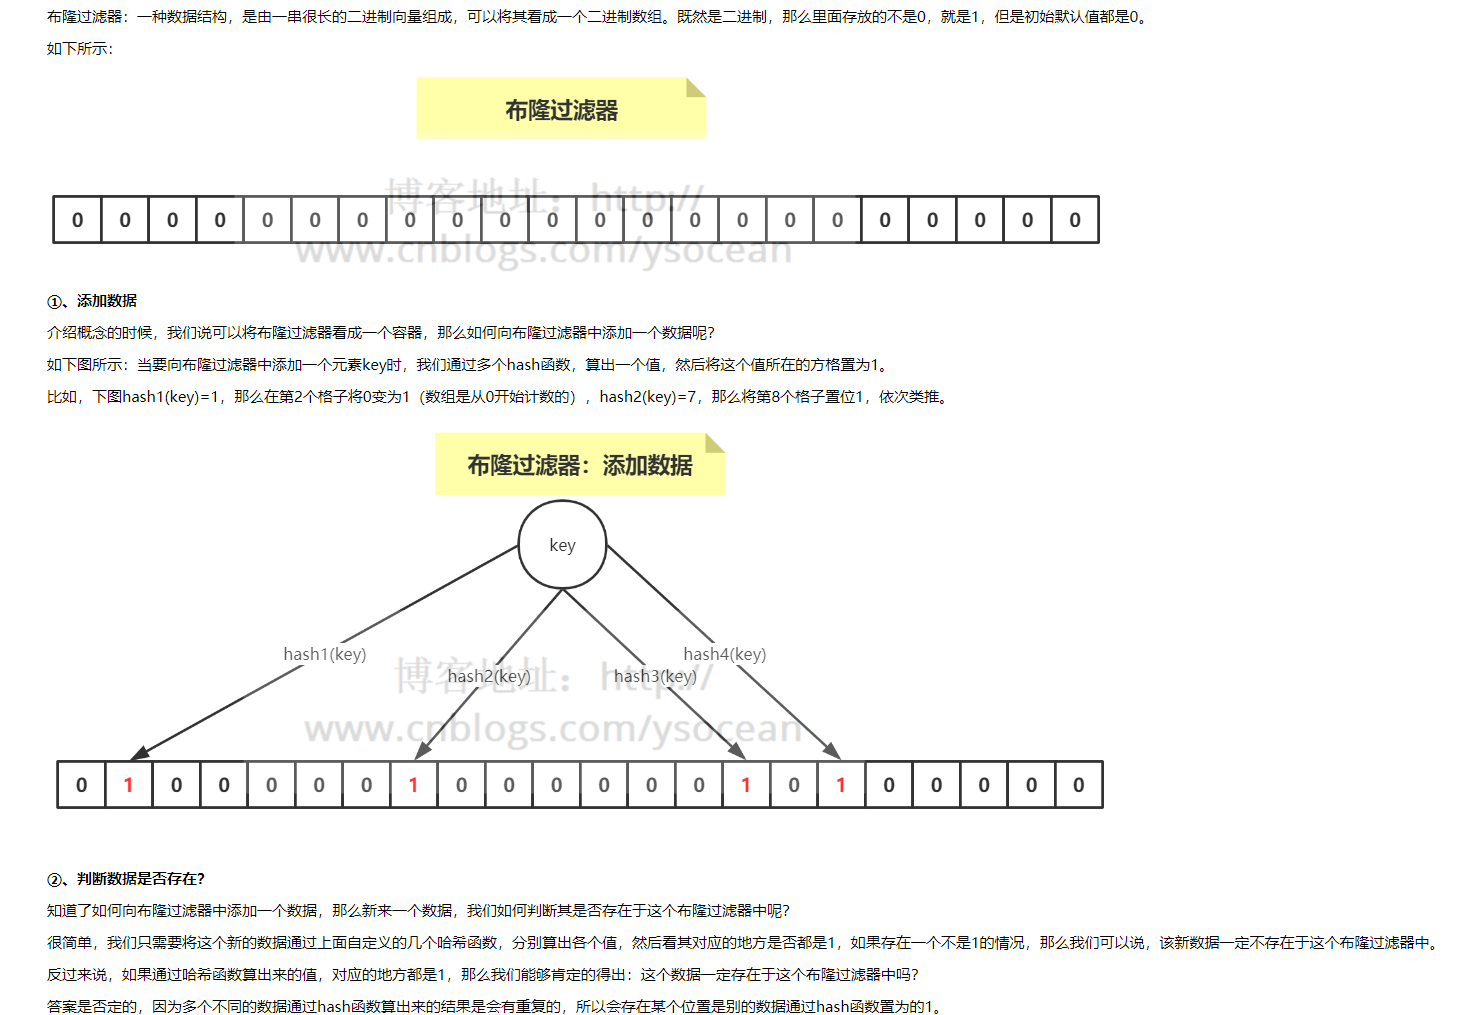 布隆过滤器：一种数据结构，是由一串很长的二进制向量组成，可以将其看成一个二进制数组。既然是二进制，那么里面存放的不是0，就是1，但是初始默认值都是0。
如下所示：
布隆过滤器
博客地址：http://
0 0 0 0 0 0 0 0 0 0 0 0 0 0 0 0 0 0 0 0 0 0
www.cnblogs.com/ysocean
①、添加数据
介绍概念的时候，我们说可以将布隆过滤器看成一个容器，那么如何向布隆过滤器中添加一个数据呢？
如下图所示：当要向布隆过滤器中添加一个元素key时，我们通过多个hash函数，算出一个值，然后将这个值所在的方格置为1。
比如，下图hash1(key)=1，那么在第2个格子将0变为1（数组是从0开始计数的），hash2(key)=7，那么将第8个格子置位1，依次类推。
布隆过滤器：添加数据
key
hash1(key) hash4(key)
博客地址：http://
hash2(key) hash3(key)
www.cnblogs.com/ysocean
0 1 0 0 0 0 0 1 0 0 0 0 0 0 1 0 1 0 0 0 0 0
②、判断数据是否存在？
知道了如何向布隆过滤器中添加一个数据，那么新来一个数据，我们如何判断其是否存在于这个布隆过滤器中呢？
很简单，我们只需要将这个新的数据通过上面自定义的几个哈希函数，分别算出各个值，然后看其对应的地方是否都是1，如果存在一个不是1的情况，那么我们可以说，该新数据一定不存在于这个布隆过滤器中。
反过来说，如果通过哈希函数算出来的值，对应的地方都是1，那么我们能够肯定的得出：这个数据一定存在于这个布隆过滤器中吗？
答案是否定的，因为多个不同的数据通过hash函数算出来的结果是会有重复的，所以会存在某个位置是别的数据通过hash函数置为的1。